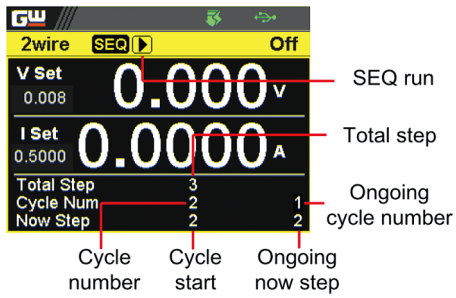 GW
2wire SEQ Off
SEQ run
V Set
0.008
0.000 V
I Set
0.5000
0.0000 A
Total step
Total Step 3
Cycle Num 2 1
Now Step 2 2
Ongoing
cycle number
Cycle
number
Cycle
start
Ongoing
now step